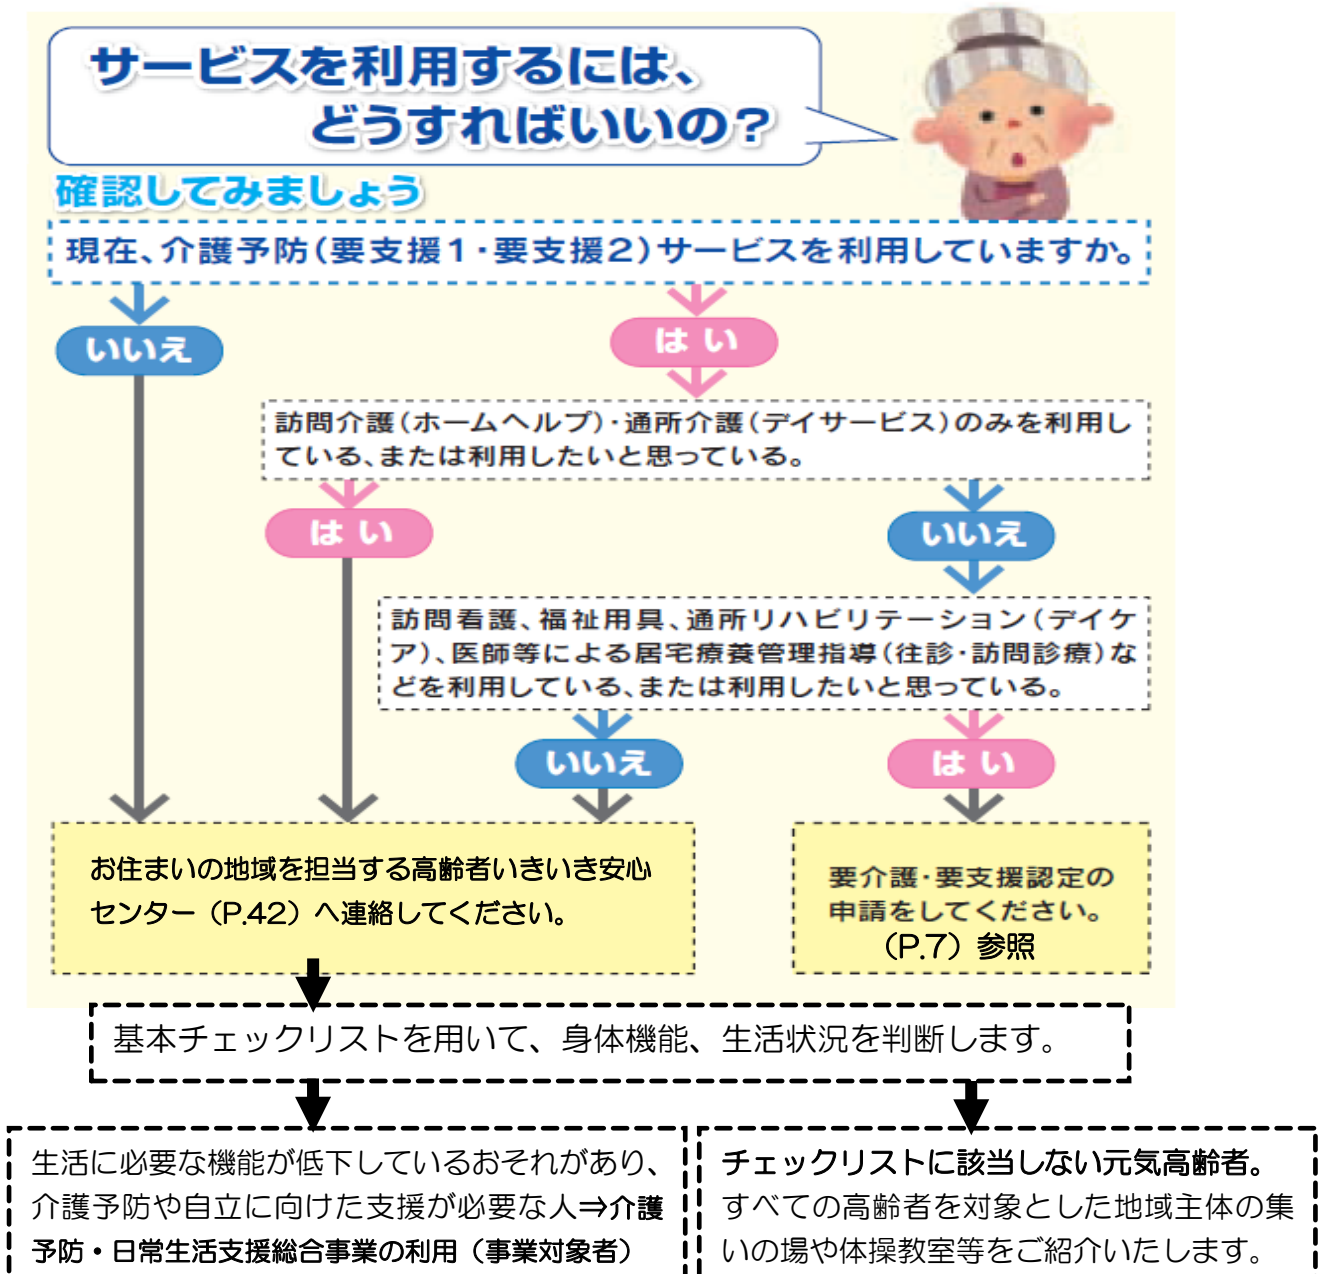 サービスを利用するには、
どうすればいいの?
確認してみましょう
現在、介護予防(要支援1・要支援2)サービスを利用していますか。
いいえ
はい
訪問介護(ホームヘルプ)・通所介護(デイサービス)のみを利用し
ている、または利用したいと思っている。
はい
いいえ
訪問看護、福祉用具、通所リハビリテーション(デイケ
ア)、医師等による居宅療養管理指導(往診・訪問診療)な
どを利用している、または利用したいと思っている。
いいえ
はい
お住まいの地域を担当する高齢者いきいき安心
センター(P.42)へ連絡してください。
要介護・要支援認定の
申請をしてください。
(P.7)参照
基本チェックリストを用いて、身体機能、生活状況を判断します。
生活に必要な機能が低下しているおそれがあり、
介護予防や自立に向けた支援が必要な人⇒介護
予防・日常生活支援総合事業の利用(事業対象者)
チェックリストに該当しない元気高齢者。
すべての高齢者を対象とした地域主体の集
いの場や体操教室等をご紹介いたします。